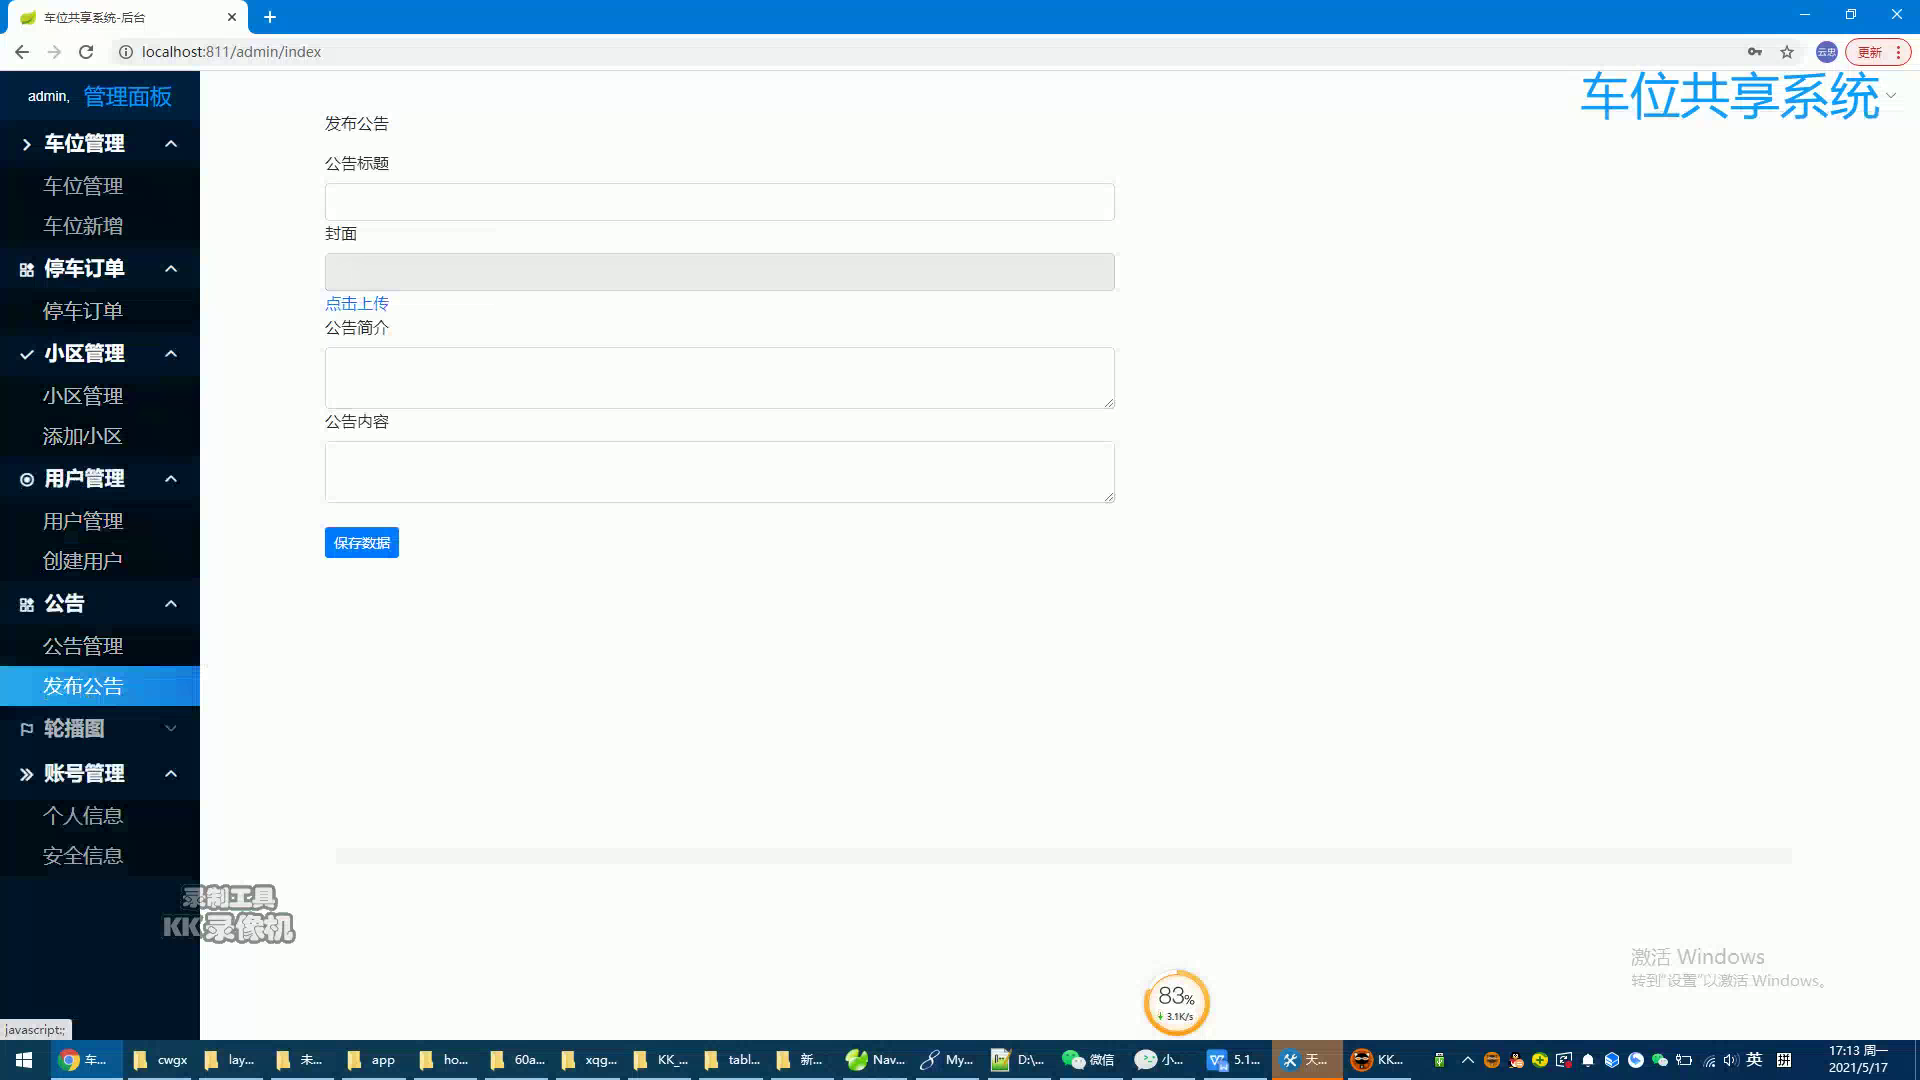 车位共享系统-后台
localhost:811/admin/index
云忠
更新
admin, 管理面板
车位共享系统
车位管理
车位管理
车位新增
停车订单
停车订单
小区管理
小区管理
添加小区
用户管理
用户管理
创建用户
公告
公告管理
发布公告
轮播图
账号管理
个人信息
安全信息
发布公告
公告标题
封面
点击上传
公告简介
公告内容
保存数据
录制工具
KK录像机
激活 Windows
转到"设置"以激活 Windows。
83%
3.1K/s
javascript:;
车...
cwgx
lay...
未...
app
ho...
60a...
xqg...
KK_...
tabl...
新...
Nav...
My...
D:\...
微信
小...
5.1...
天...
KK...
英
拼
17:13 周一
2021/5/17